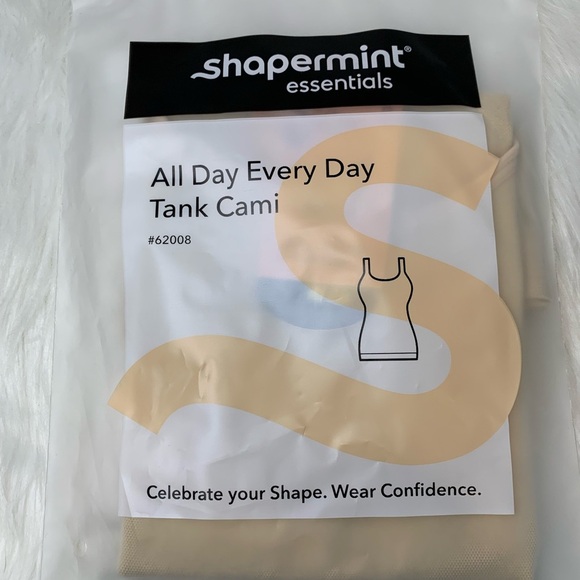 shapermint®
essentials
All Day Every Day
Tank Cami
#62008
Celebrate your Shape. Wear Confidence.